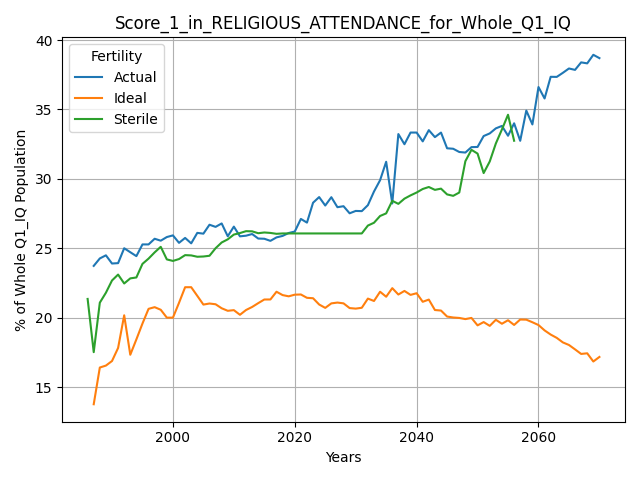 Score_1_in_RELIGIOUS_ATTENDANCE_for_Whole_Q1_IQ
Fertility
Actual
Ideal
Sterile
% of Whole Q1_IQ Population
40
35
30
25
20
15
2000
2020
2040
2060
Years